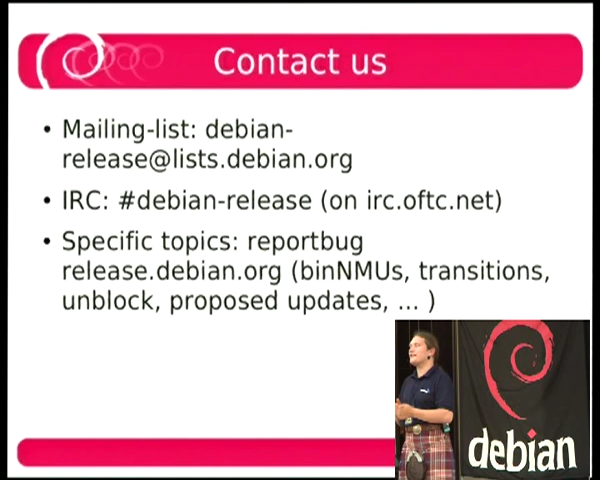 Contact us
• Mailing-list: debian-
release@lists.debian.org
• IRC: #debian-release (on irc.oftc.net)
• Specific topics: reportbug
release.debian.org (binNMUs, transitions,
unblock, proposed updates, ... )
debian